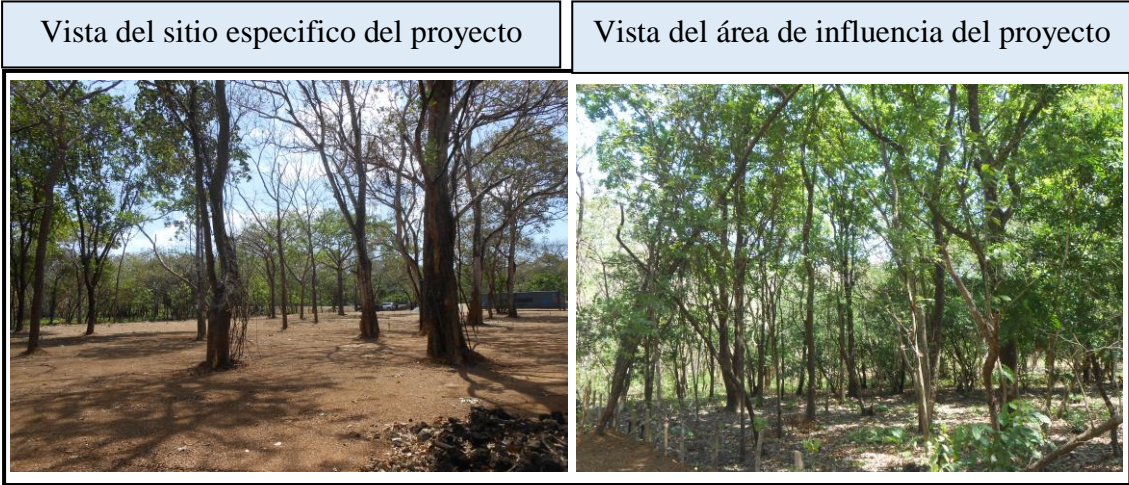 Vista del sitio especifico del proyecto
Vista del área de influencia del proyecto